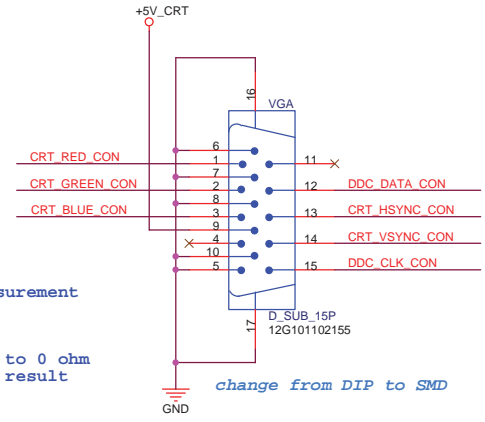 +5V_CRT
16
VGA
6
CRT_RED_CON 1 11
7
CRT_GREEN_CON 2 12 DDC_DATA_CON
8
CRT_BLUE_CON 3 13 CRT_HSYNC_CON
9
4 14 CRT_VSYNC_CON
10
5 15 DDC_CLK_CON
surement
17
D_SUB_15P
12G101102155
to 0 ohm
result
change from DIP to SMD
GND